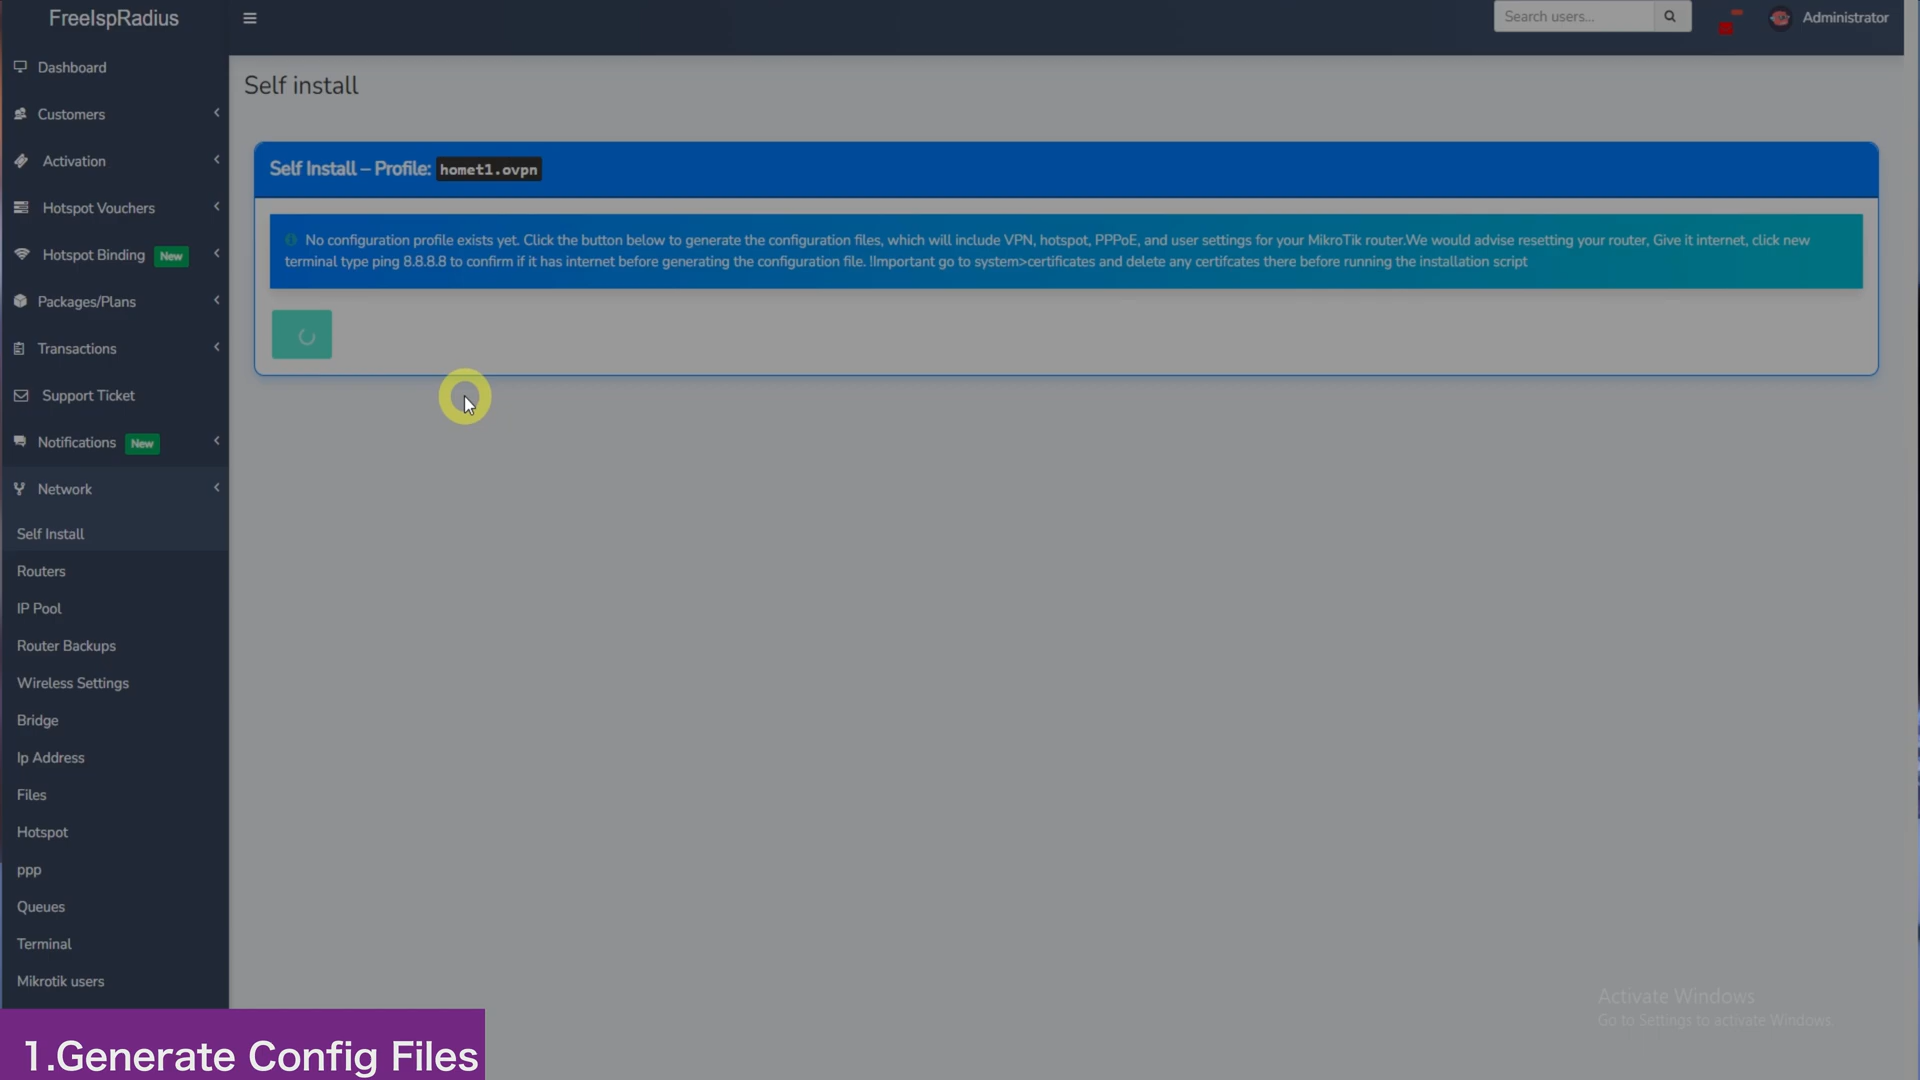 FreeIspRadius
Search users...
Administrator
Dashboard
Customers
Activation
Hotspot Vouchers
Hotspot Binding New
Packages/Plans
Transactions
Support Ticket
Notifications New
Network
Self Install
Routers
IP Pool
Router Backups
Wireless Settings
Bridge
Ip Address
Files
Hotspot
ppp
Queues
Terminal
Mikrotik users
Self install
Self Install – Profile: homet1.ovpn
No configuration profile exists yet. Click the button below to generate the configuration files, which will include VPN, hotspot, PPPoE, and user settings for your MikroTik router.We would advise resetting your router, Give it internet, click new
terminal type ping 8.8.8.8 to confirm if it has internet before generating the configuration file. !Important go to system>certificates and delete any certifcates there before running the installation script
Activate Windows
Go to Settings to activate Windows.
1.Generate Config Files